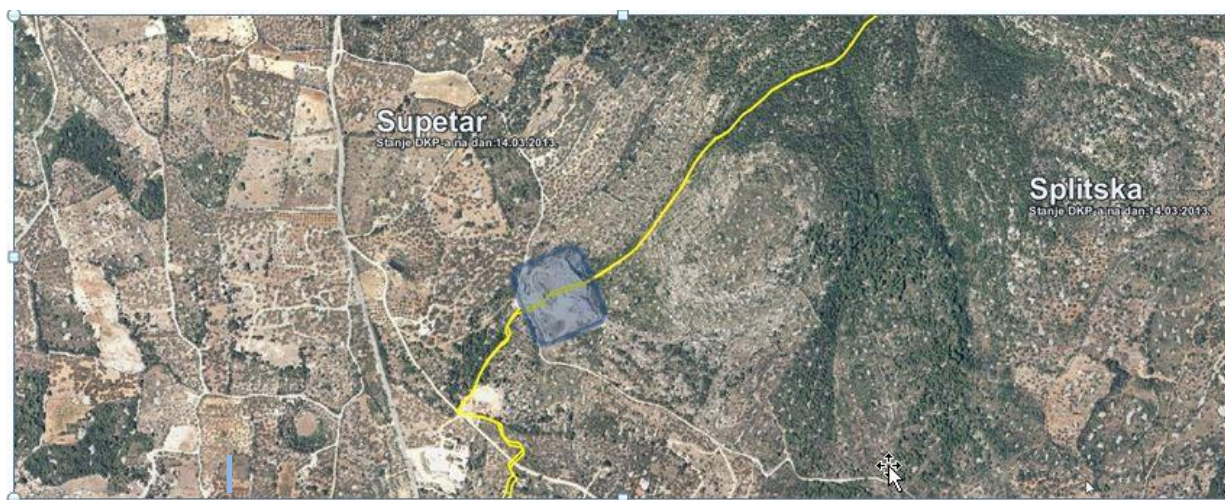 Supetar
Stanje DKP-a na dan:14.03.2013.
Splitska
Stanje DKP-a na dan:14.03.2013.